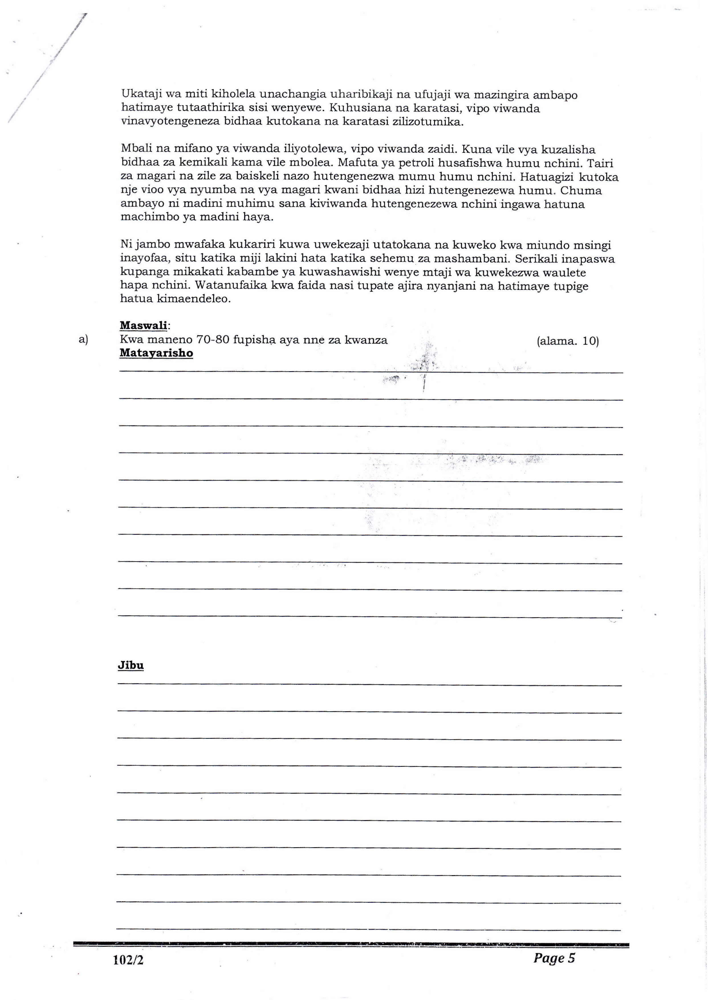 Ukataji wa miti kiholela unachangia uharibikaji na ufujaji wa mazingira ambapo
hatimaye tutaathirika sisi wenyewe. Kuhusiana na karatasi, vipo viwanda
vinavyotengeneza bidhaa kutokana na karatasi zilizotumika.
Mbali na mifano ya viwanda iliyotolewa, vipo viwanda zaidi. Kuna vile vya kuzalisha
bidhaa za kemikali kama vile mbolea. Mafuta ya petroli husafishwa humu nchini. Tairi
za magari na zile za baiskeli nazo hutengenezwa mumu humu nchini. Hatuagizi kutoka
nje vioo vya nyumba na vya magari kwani bidhaa hizi hutengenezewa humu. Chuma
ambayo ni madini muhimu sana kiviwanda hutengenezewa nchini ingawa hatuna
machimbo ya madini haya.
Ni jambo mwafaka kukariri kuwa uwekezaji utatokana na kuweko kwa miundo msingi
inayofaa, situ katika miji lakini hata katika sehemu za mashambani. Serikali inapaswa
kupanga mikakati kabambe ya kuwashawishi wenye mtaji wa kuwekezwa waulete
hapa nchini. Watanufaika kwa faida nasi tupate ajira nyanjani na hatimaye tupige
hatua kimaendeleo.
Maswali:
a) Kwa maneno 70-80 fupisha aya nne za kwanza (alama. 10)
Matayarisho
Jibu
102/2 Page 5